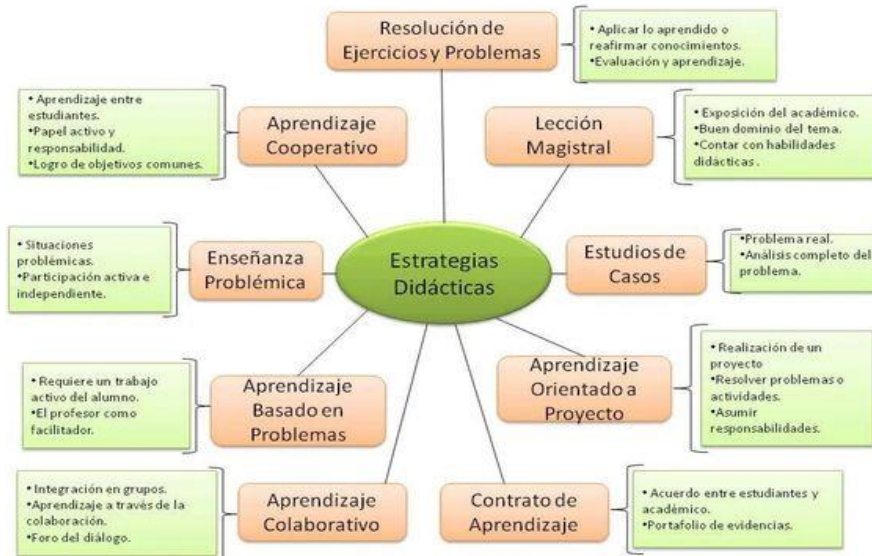 Resolución de
Ejercicios y Problemas
• Aplicar lo aprendido o
reafirmar conocimientos.
•Evaluación y aprendizaje.
• Aprendizaje entre
estudiantes.
•Papel activo y
responsabilidad.
•Logro de objetivos comunes.
Aprendizaje
Cooperativo
Lección
Magistral
• Exposición del académico.
•Buen dominio del tema.
•Contar con habilidades
didácticas .
• Situaciones
problémicas.
•Participación activa e
independiente.
Enseñanza
Problémica
Estrategias
Didácticas
Estudios de
Casos
•Problema real.
•Análisis completo del
problema.
• Requiere un trabajo
activo del alumno.
•El profesor como
facilitador.
Aprendizaje
Basado en
Problemas
Aprendizaje
Orientado a
Proyecto
• Realización de un
proyecto
• Resolver problemas o
actividades.
•Asumir
responsabilidades.
• Integración en grupos.
•Aprendizaje a través de la
colaboración.
•Foro del diálogo.
Aprendizaje
Colaborativo
Contrato de
Aprendizaje
• Acuerdo entre estudiantes y
académico.
•Portafolio de evidencias.